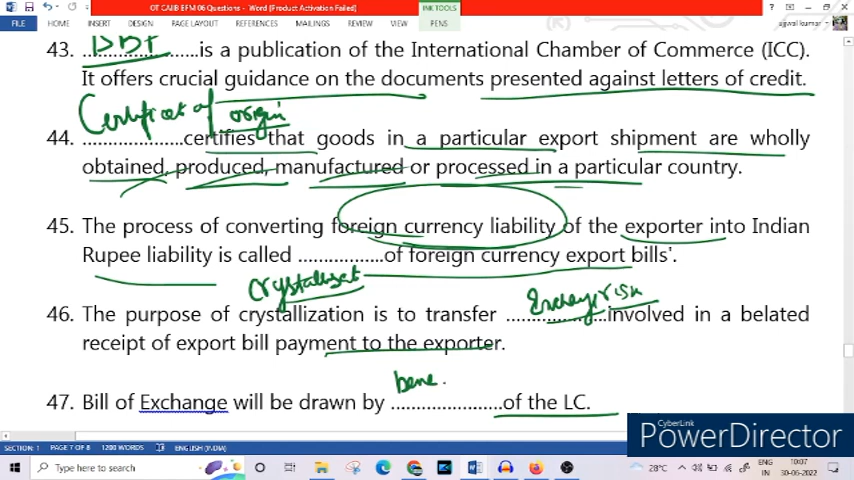 OT CAIIB BFM 06 Questions - Word (Product Activation Failed)
INK TOOLS
FILE HOME INSERT DESIGN PAGE LAYOUT REFERENCES MAILINGS REVIEW VIEW PENS
ISBP
43. ......................is a publication of the International Chamber of Commerce (ICC).
It offers crucial guidance on the documents presented against letters of credit.
Certificat of origin
44. ....................certifies that goods in a particular export shipment are wholly
obtained, produced, manufactured or processed in a particular country.
45. The process of converting foreign currency liability of the exporter into Indian
Rupee liability is called .................of foreign currency export bills'.
Crystallizat
Exchange risk
46. The purpose of crystallization is to transfer ....................involved in a belated
receipt of export bill payment to the exporter.
bene.
47. Bill of Exchange will be drawn by ......................of the LC.
CyberLink
PowerDirector
SECTION: 1 PAGE 7 OF 8 1200 WORDS ENGLISH (INDIA)
Type here to search
28°C ENG IN 10:07 30-06-2022